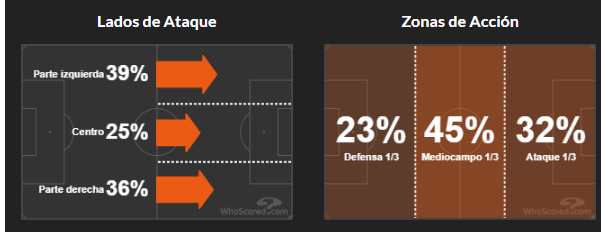 Lados de Ataque
Parte izquierda 39%
Centro 25%
Parte derecha 36%
WhoScored.com
Zonas de Acción
23% 45% 32%
Defensa 1/3 Mediocampo 1/3 Ataque 1/3
WhoScored.com